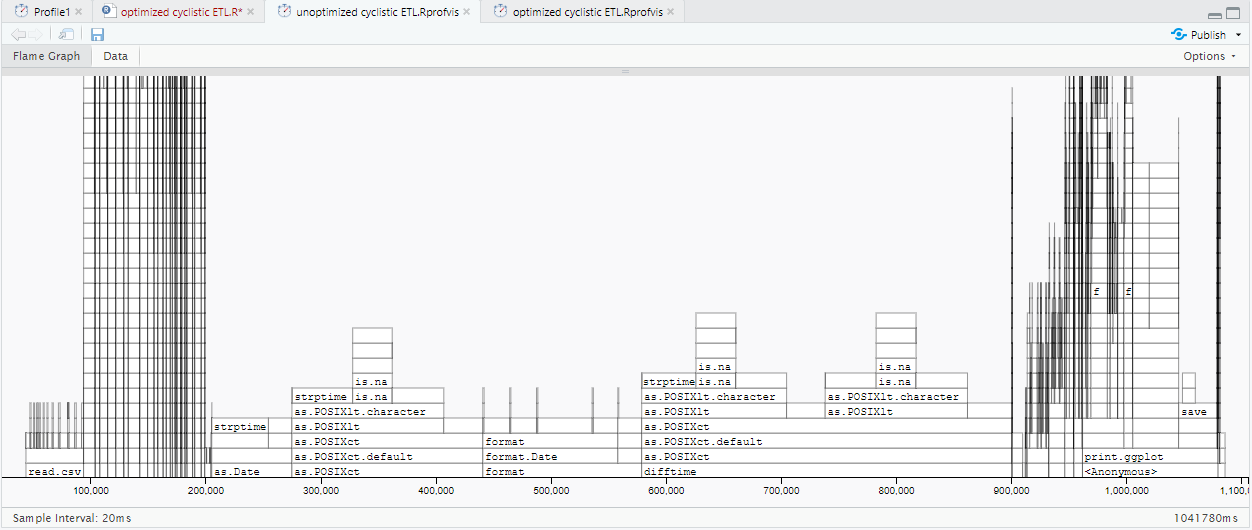 Profile1 × optimized cyclistic ETL.R* × unoptimized cyclistic ETL.Rprofvis × optimized cyclistic ETL.Rprofvis ×
Publish
Flame Graph Data Options
f f
is.na is.na
is.na strptime is.na is.na
strptime is.na as.POSIXlt.character as.POSIXlt.character
as.POSIXlt.character as.POSIXlt as.POSIXlt save
strptime as.POSIXlt as.POSIXct
as.POSIXct format as.POSIXct.default
as.POSIXct.default format.Date as.POSIXct print.ggplot
read.csv as.Date as.POSIXct format difftime <Anonymous>
100,000 200,000 300,000 400,000 500,000 600,000 700,000 800,000 900,000 1,000,000 1,100,0
Sample Interval: 20ms 1041780ms